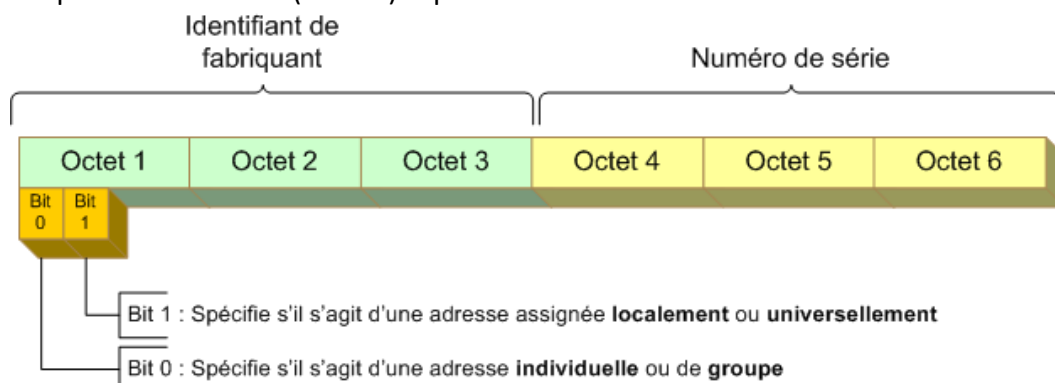 Identifiant de
fabriquant
Numéro de série
Octet 1 Octet 2 Octet 3 Octet 4 Octet 5 Octet 6
Bit Bit
0 1
Bit 1 : Spécifie s'il s'agit d'une adresse assignée localement ou universellement
Bit 0 : Spécifie s'il s'agit d'une adresse individuelle ou de groupe